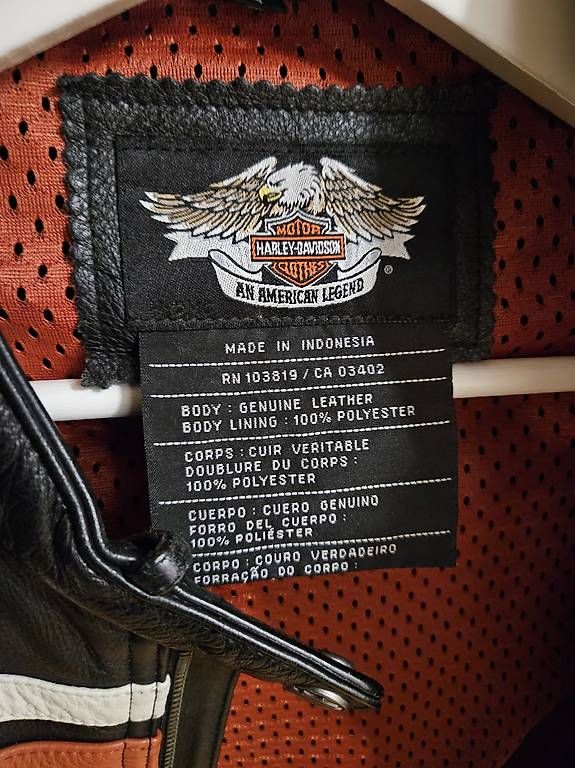 MOTOR
HARLEY-DAVIDSON
CLOTHES
AN AMERICAN LEGEND
®
MADE IN INDONESIA
RN 103819 / CA 03402
BODY : GENUINE LEATHER
BODY LINING : 100% POLYESTER
CORPS : CUIR VERITABLE
DOUBLURE DU CORPS :
100% POLYESTER
CUERPO : CUERO GENUINO
FORRO DEL CUERPO :
100% POLIÉSTER
CORPO : COURO VERDADEIRO
FORRAÇÃO DO CORPO :